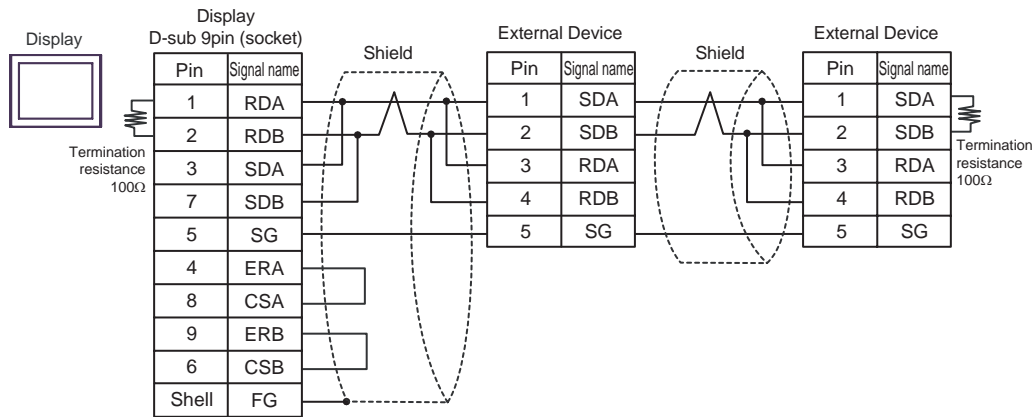 Display
Display
D-sub 9pin (socket)
Pin Signal name
1 RDA
2 RDB
3 SDA
7 SDB
5 SG
4 ERA
8 CSA
9 ERB
6 CSB
Shell FG
Termination
resistance
100Ω
Shield
External Device
Pin Signal name
1 SDA
2 SDB
3 RDA
4 RDB
5 SG
Shield
External Device
Pin Signal name
1 SDA
2 SDB
3 RDA
4 RDB
5 SG
Termination
resistance
100Ω